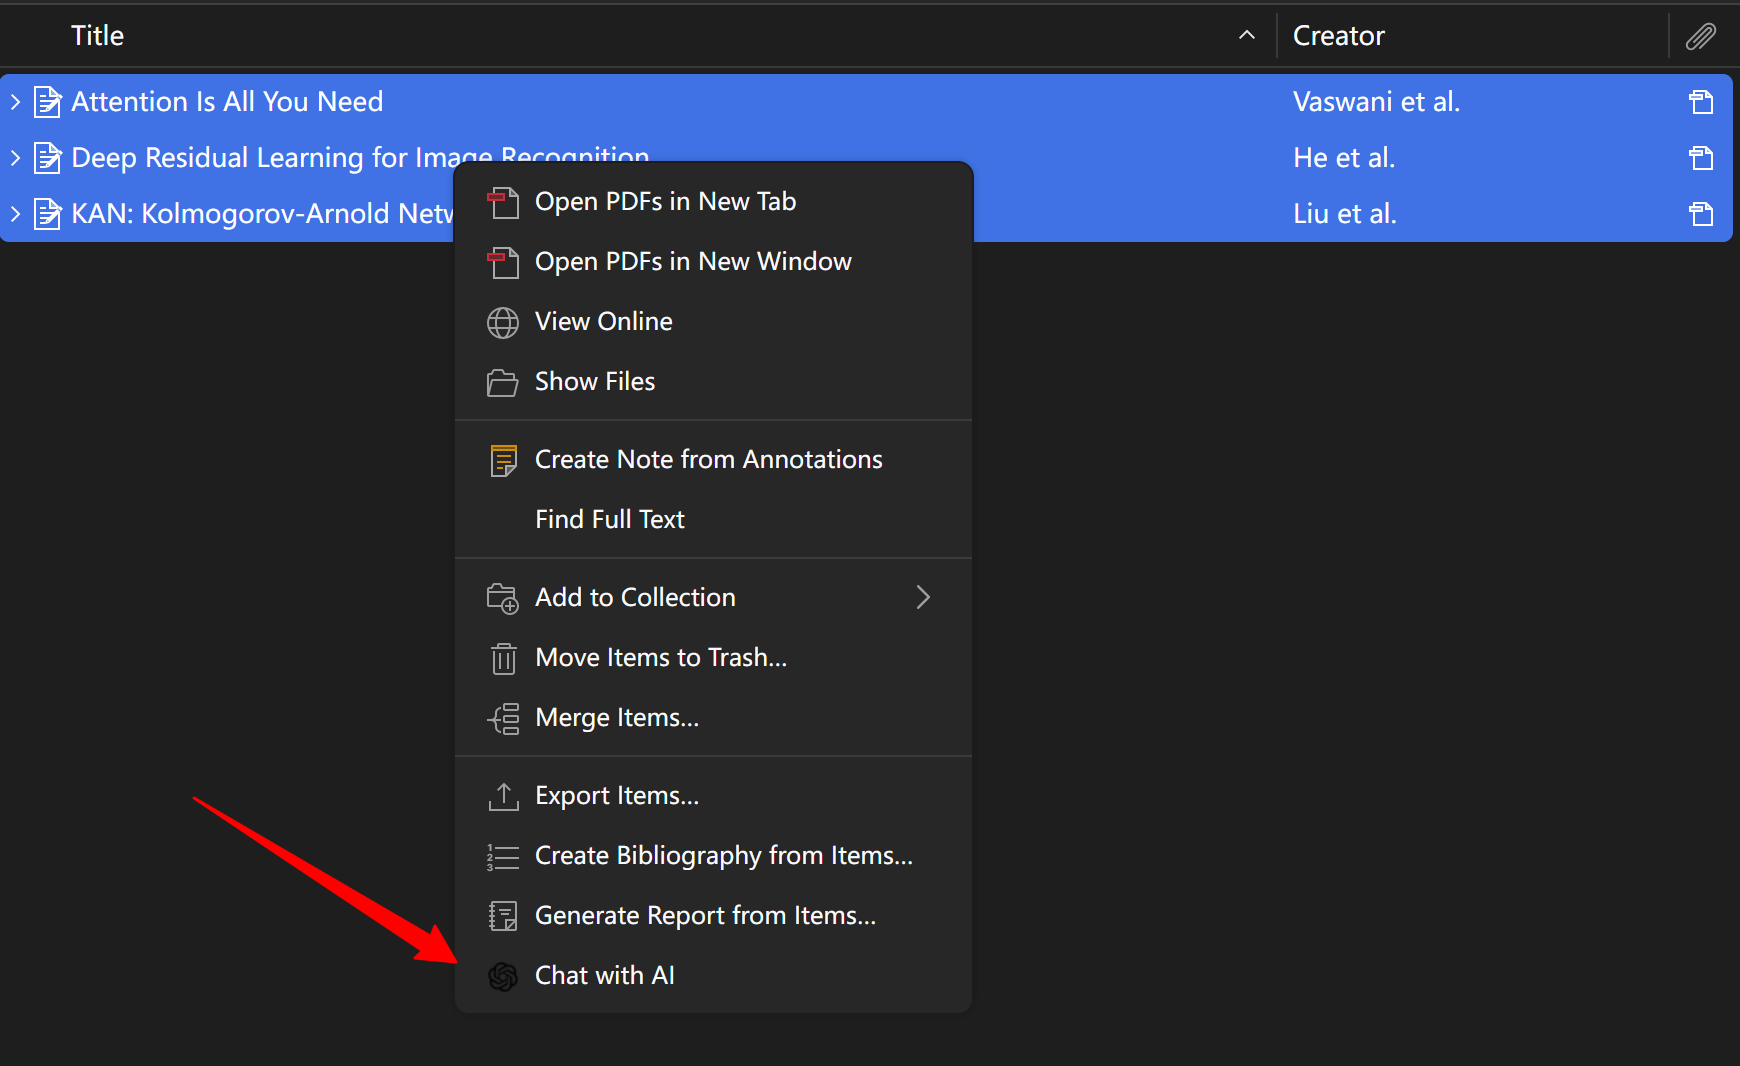 Title Creator
Attention Is All You Need Vaswani et al.
Deep Residual Learning for Image Recognition He et al.
KAN: Kolmogorov-Arnold Liu et al.
Open PDFs in New Tab
Open PDFs in New Window
View Online
Show Files
Create Note from Annotations
Find Full Text
Add to Collection
Move Items to Trash...
Merge Items...
Export Items...
Create Bibliography from Items...
Generate Report from Items...
Chat with AI